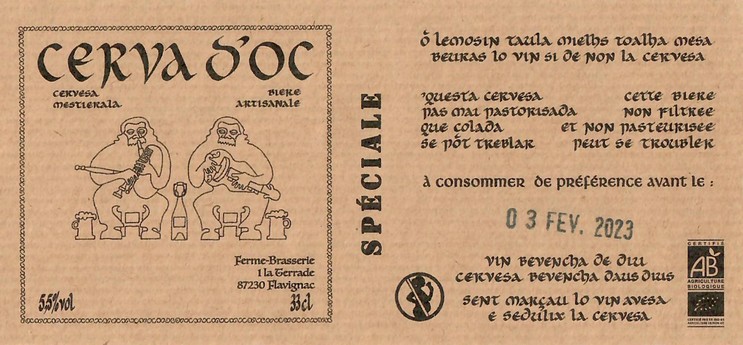 CERVA D'OC
CERVESA
MESTIERALA
BIERE
ARTISANALE
Ferme-Brasserie
1 la Terrade
87230 Flavignac
5,5%vol
33cl
SPÉCIALE
Ô LEMOSIN TAULA MIELHS TOALHA MESA
BEURAS LO VIN SI DE NON LA CERVESA
'QUESTA CERVESA
PAS MAI PASTORISADA
QUE COLADA
SE PÒT TREBLAR
CETTE BIERE
NON FILTREE
ET NON PASTEURISEE
PEUT SE TROUBLER
À CONSOMMER DE PRÉFÉRENCE AVANT LE :
03 FEV. 2023
VIN BEVENCHA DE DIU
CERVESA BEVENCHA DAUS DIUS
SENT MARÇAU LO VIN AVESA
E SEDULIX LA CERVESA
CERTIFIÉ
AB
AGRICULTURE
BIOLOGIQUE